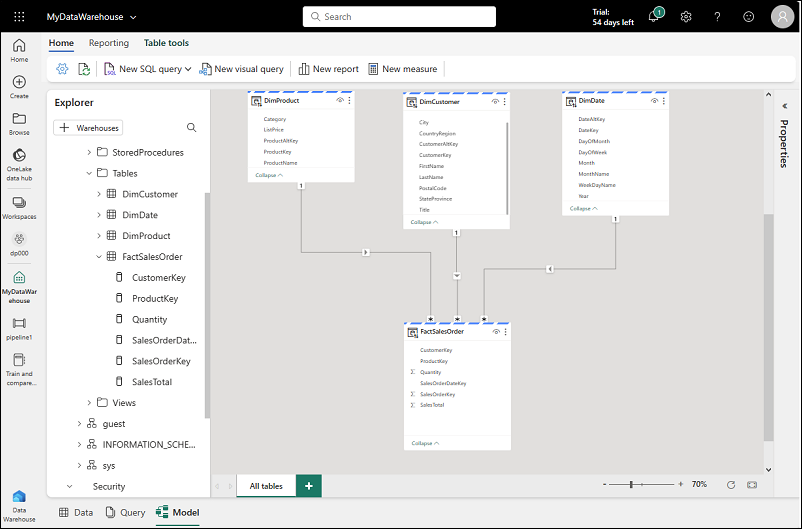 MyDataWarehouse
Search
Trial:
54 days left
1
?
Home
Reporting
Table tools
SQL
New SQL query
New visual query
New report
New measure
Home
Create
Browse
OneLake
data hub
Workspaces
dp000
MyDataWar
ehouse
pipeline1
Train and
compare...
Data
Warehouse
Explorer
+ Warehouses
StoredProcedures
Tables
DimCustomer
DimDate
DimProduct
FactSalesOrder
CustomerKey
ProductKey
Quantity
SalesOrderDat...
SalesOrderKey
SalesTotal
Views
guest
INFORMATION_SCHE...
sys
Security
DimProduct
Category
ListPrice
ProductAltKey
ProductKey
ProductName
Collapse
1
DimCustomer
City
CountryRegion
CustomerAltKey
CustomerKey
FirstName
LastName
PostalCode
StateProvince
Title
Collapse
1
DimDate
DateAltKey
DateKey
DayOfMonth
DayOfWeek
Month
MonthName
WeekDayName
Year
Collapse
1
* * *
FactSalesOrder
CustomerKey
ProductKey
Σ Quantity
SalesOrderDateKey
Σ SalesOrderKey
Σ SalesTotal
Collapse
Properties
All tables
+
- + 70%
Data
Query
Model